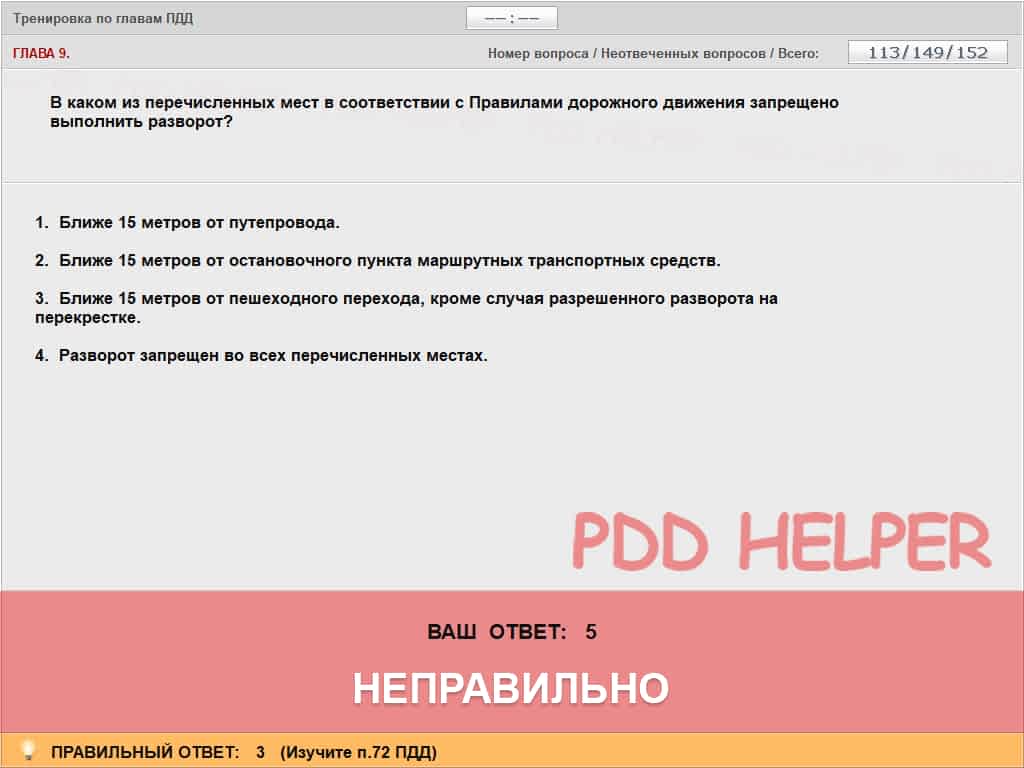 Тренировка по главам ПДД
—— : ——
ГЛАВА 9.
Номер вопроса / Неотвеченных вопросов / Всего:
113/149/152
В каком из перечисленных мест в соответствии с Правилами дорожного движения запрещено
выполнить разворот?
1. Ближе 15 метров от путепровода.
2. Ближе 15 метров от остановочного пункта маршрутных транспортных средств.
3. Ближе 15 метров от пешеходного перехода, кроме случая разрешенного разворота на
перекрестке.
4. Разворот запрещен во всех перечисленных местах.
PDD HELPER
ВАШ ОТВЕТ: 5
НЕПРАВИЛЬНО
ПРАВИЛЬНЫЙ ОТВЕТ: 3 (Изучите п.72 ПДД)